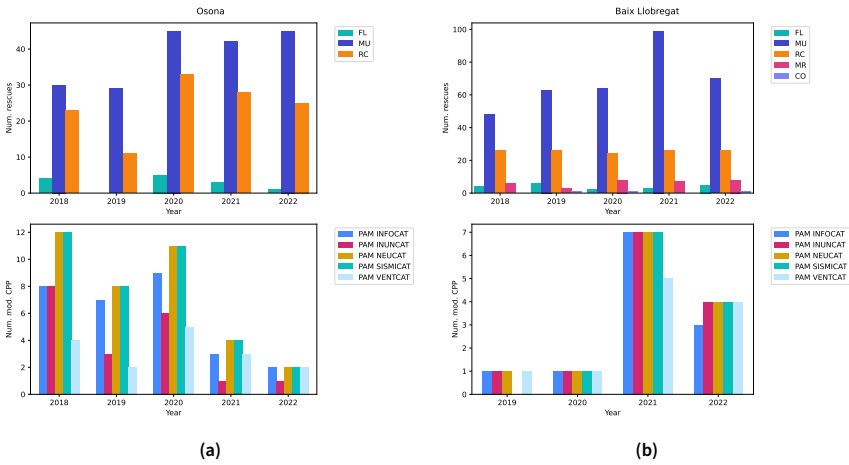 Osona
Num. rescues
40
30
20
10
0
2018 2019 2020 2021 2022
Year
FL
MU
RC
Num. mod. CPP
12
10
8
6
4
2
0
2018 2019 2020 2021 2022
Year
PAM INFOCAT
PAM INUNCAT
PAM NEUCAT
PAM SISMICAT
PAM VENTCAT
(a)
Baix Llobregat
Num. rescues
100
80
60
40
20
0
2018 2019 2020 2021 2022
Year
FL
MU
RC
MR
CO
Num. mod. CPP
7
6
5
4
3
2
1
0
2019 2020 2021 2022
Year
PAM INFOCAT
PAM INUNCAT
PAM NEUCAT
PAM SISMICAT
PAM VENTCAT
(b)